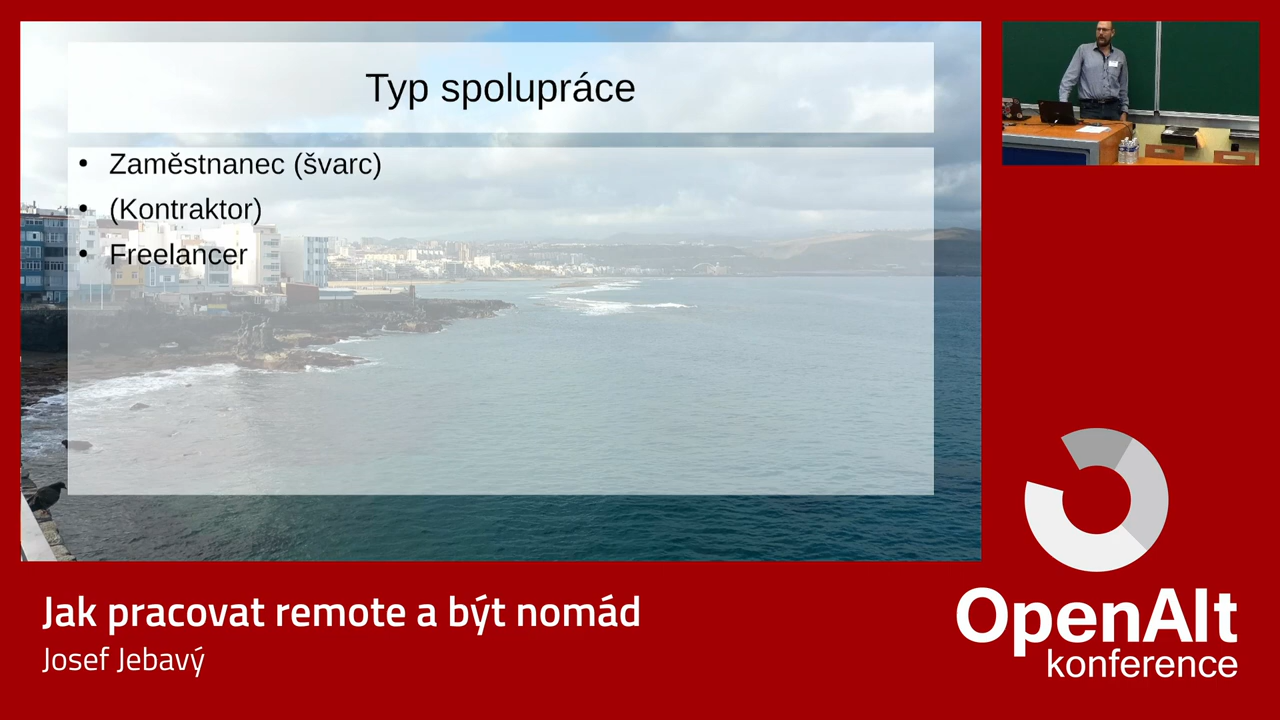 Typ spolupráce
• Zaměstnanec (švarc)
• (Kontraktor)
• Freelancer
Jak pracovat remote a být nomád
Josef Jebavý
OpenAlt
konference